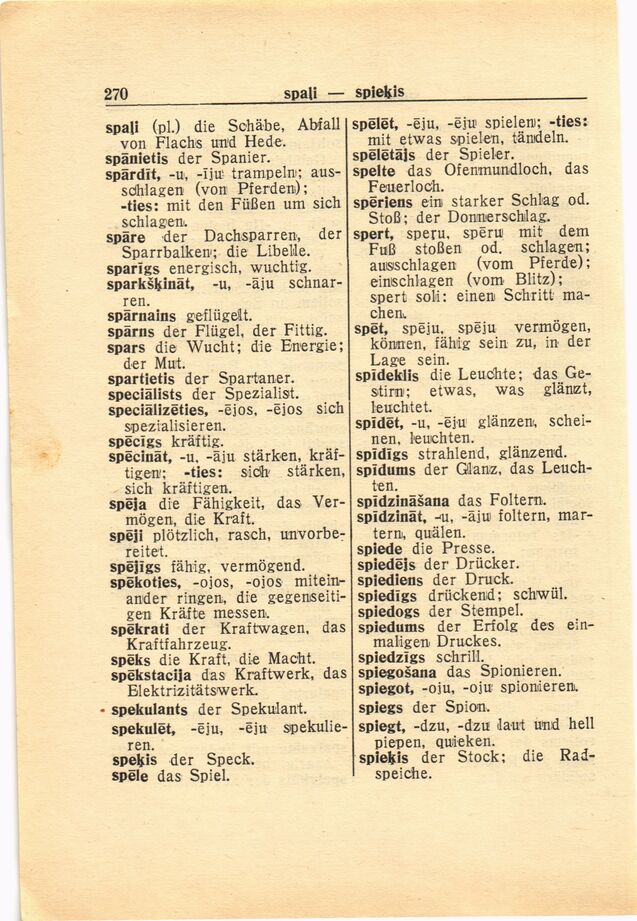 270 spaļi — spieķis
spaļi (pl.) die Schäbe, Abfall
von Flachs und Hede.
spānietis der Spanier.
spārdīt, -u, -īju trampeln; aus-
schlagen (von Pferden);
-ties: mit den Füßen um sich
schlagen.
spāre der Dachsparren, der
Sparrbalken; die Libelle.
sparīgs energisch, wuchtig.
sparkšķināt, -u, -āju schnar-
ren.
spārnains geflügelt.
spārns der Flügel, der Fittig.
spars die Wucht; die Energie;
der Mut.
spartietis der Spartaner.
speciālists der Spezialist.
speciālizēties, -ējos, -ējos sich
spezialisieren.
spēcīgs kräftig.
spēcināt, -u, -āju stärken, kräf-
tigen; -ties: sich stärken,
sich kräftigen.
spēja die Fähigkeit, das Ver-
mögen, die Kraft.
spēji plötzlich, rasch, unvorbe-
reitet.
spējīgs fähig, vermögend.
spēkoties, -ojos, -ojos mitein-
ander ringen, die gegenseiti-
gen Kräfte messen.
spēkrati der Kraftwagen, das
Kraftfahrzeug.
spēks die Kraft, die Macht.
spēkstacija das Kraftwerk, das
Elektrizitätswerk.
spekulants der Spekulant.
spekulēt, -ēju, -ēju spekulie-
ren.
speķis der Speck.
spēle das Spiel.
spēlēt, -ēju, -ēju spielen; -ties:
mit etwas spielen, tändeln.
spēlētājs der Spieler.
spelte das Ofenmundloch, das
Feuerloch.
spēriens ein starker Schlag od.
Stoß; der Donnerschlag.
spert, speŗu, spēru mit dem
Fuß stoßen od. schlagen;
ausschlagen (vom Pferde);
einschlagen (vom Blitz);
spert soli: einen Schritt ma-
chen.
spēt, spēju, spēju vermögen,
können, fähig sein zu, in der
Lage sein.
spīdeklis die Leuchte; das Ge-
stirn; etwas, was glänzt,
leuchtet.
spīdēt, -u, -ēju glänzen, schei-
nen, leuchten.
spīdīgs strahlend, glänzend.
spīdums der Glanz, das Leuch-
ten.
spīdzināšana das Foltern.
spīdzināt, -u, -āju foltern, mar-
tern, quälen.
spiede die Presse.
spiedējs der Drücker.
spiediens der Druck.
spiedīgs drückend; schwül.
spiedogs der Stempel.
spiedums der Erfolg des ein-
maligen Druckes.
spiedzīgs schrill.
spiegošana das Spionieren.
spiegot, -oju, -oju spionieren.
spiegs der Spion.
spiegt, -dzu, -dzu laut und hell
piepen, quieken.
spieķis der Stock; die Rad-
speiche.